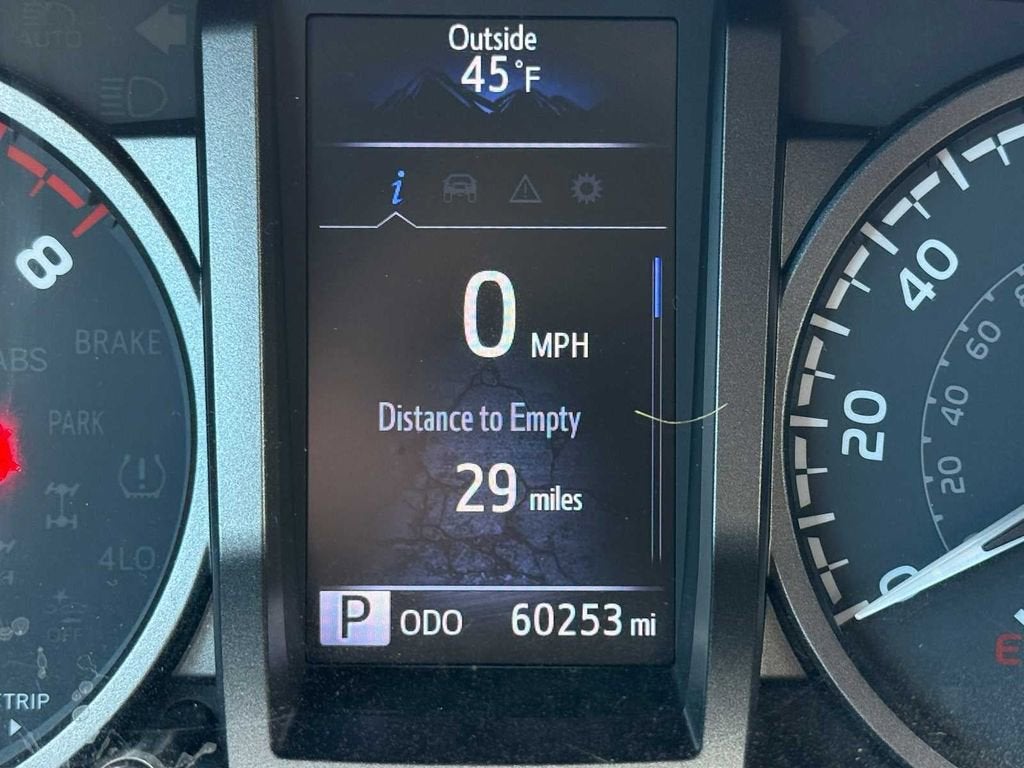 AUTO
Outside
45°F
i
8
0 MPH
BRAKE
ABS
PARK
Distance to Empty
29 miles
4LO
OFF
P ODO 60253 mi
TRIP
40
20
0
60
40
20
E